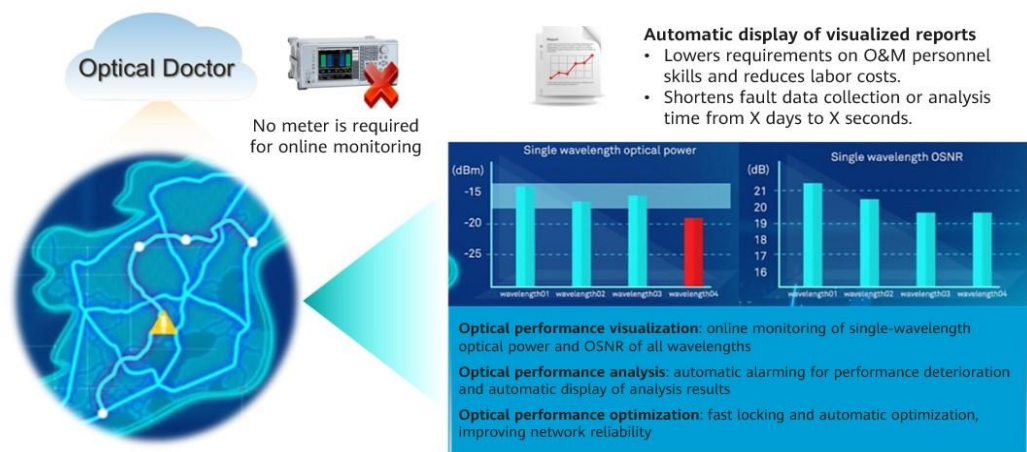 Optical Doctor
No meter is required
for online monitoring
Automatic display of visualized reports
• Lowers requirements on O&M personnel
skills and reduces labor costs.
• Shortens fault data collection or analysis
time from X days to X seconds.
Single wavelength optical power
(dBm)
-15
-20
-25
wavelength01 wavelength02 wavelength03 wavelength04
Single wavelength OSNR
(dB)
21
20
19
18
17
16
wavelength01 wavelength02 wavelength03 wavelength04
Optical performance visualization: online monitoring of single-wavelength
optical power and OSNR of all wavelengths
Optical performance analysis: automatic alarming for performance deterioration
and automatic display of analysis results
Optical performance optimization: fast locking and automatic optimization,
improving network reliability